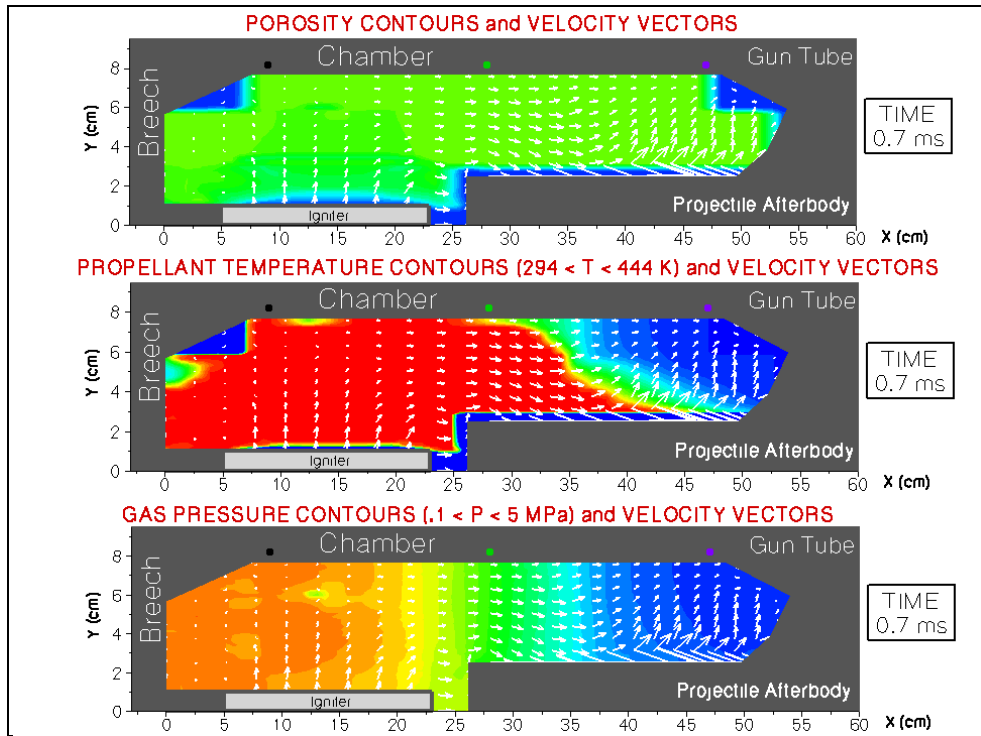 POROSITY CONTOURS and VELOCITY VECTORS
Chamber
Gun Tube
Breech
Y (cm)
8
6
4
2
0
Igniter
Projectile Afterbody
0 5 10 15 20 25 30 35 40 45 50 55 60
X (cm)
TIME
0.7 ms
PROPELLANT TEMPERATURE CONTOURS (294 < T < 444 K) and VELOCITY VECTORS
Chamber
Gun Tube
Breech
Y (cm)
8
6
4
2
0
Igniter
Projectile Afterbody
0 5 10 15 20 25 30 35 40 45 50 55 60
X (cm)
TIME
0.7 ms
GAS PRESSURE CONTOURS (.1 < P < 5 MPa) and VELOCITY VECTORS
Chamber
Gun Tube
Breech
Y (cm)
8
6
4
2
0
Igniter
Projectile Afterbody
0 5 10 15 20 25 30 35 40 45 50 55 60
X (cm)
TIME
0.7 ms